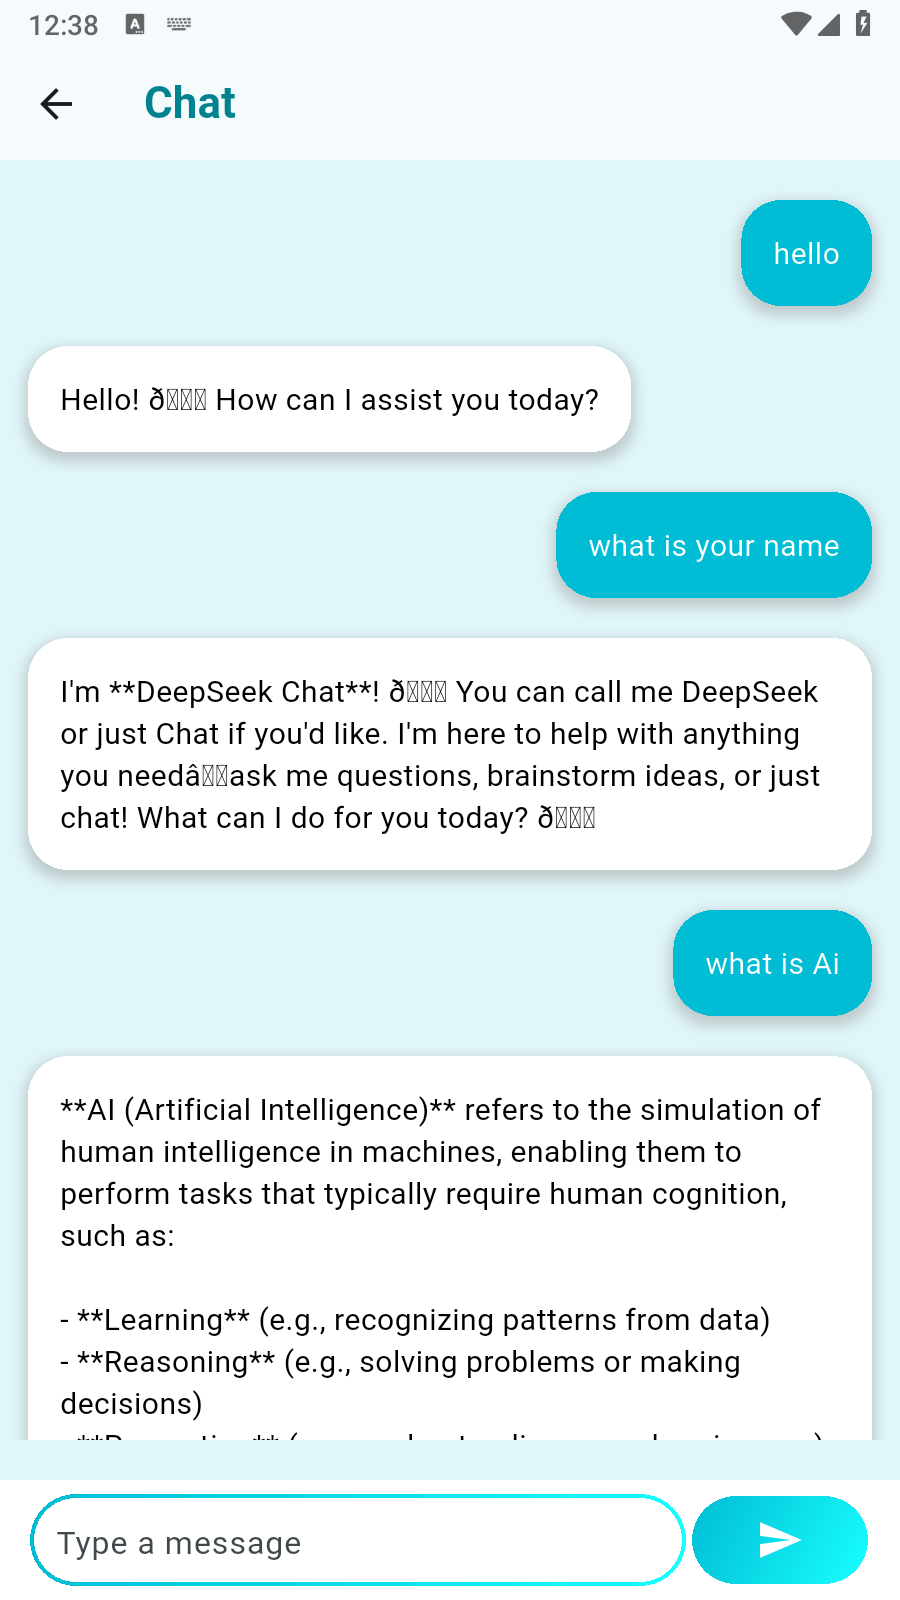 12:38
Chat
hello
Hello! ð How can I assist you today?
what is your name
I'm **DeepSeek Chat**! ð You can call me DeepSeek
or just Chat if you'd like. I'm here to help with anything
you needâask me questions, brainstorm ideas, or just
chat! What can I do for you today? ð
what is Ai
**AI (Artificial Intelligence)** refers to the simulation of
human intelligence in machines, enabling them to
perform tasks that typically require human cognition,
such as:
- **Learning** (e.g., recognizing patterns from data)
- **Reasoning** (e.g., solving problems or making
decisions)
Type a message